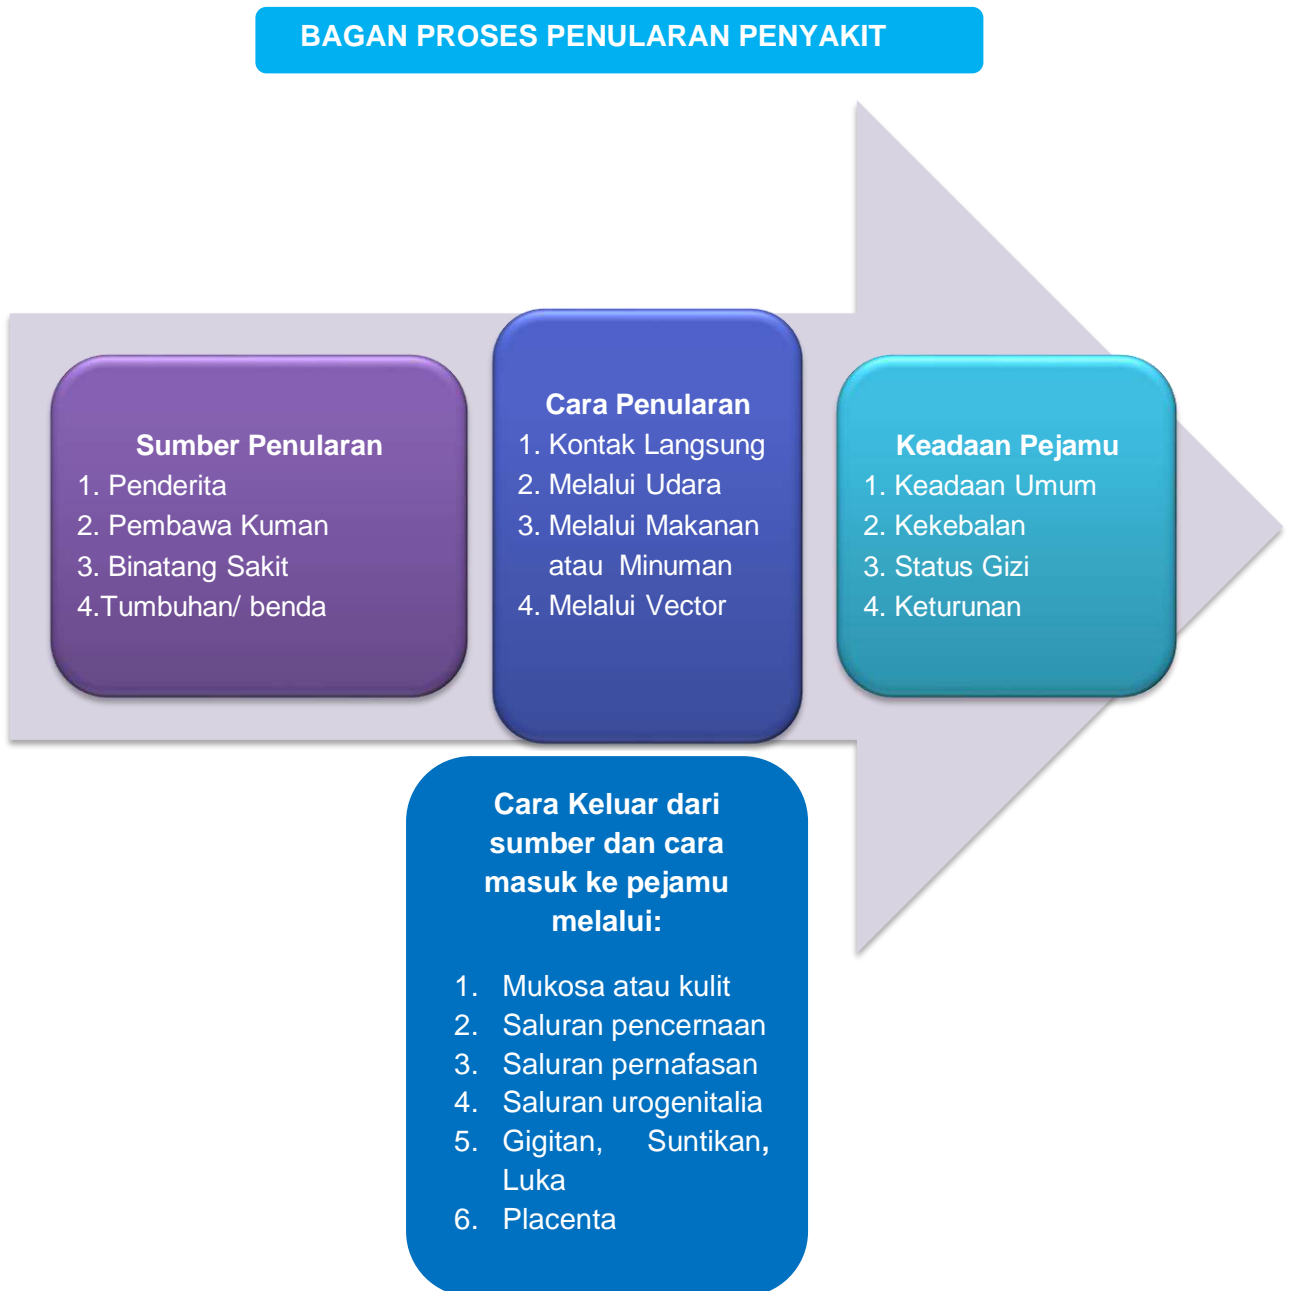 BAGAN PROSES PENULARAN PENYAKIT
Sumber Penularan
1. Penderita
2. Pembawa Kuman
3. Binatang Sakit
4.Tumbuhan/ benda
Cara Penularan
1. Kontak Langsung
2. Melalui Udara
3. Melalui Makanan
atau Minuman
4. Melalui Vector
Keadaan Pejamu
1. Keadaan Umum
2. Kekebalan
3. Status Gizi
4. Keturunan
Cara Keluar dari
sumber dan cara
masuk ke pejamu
melalui:
1. Mukosa atau kulit
2. Saluran pencernaan
3. Saluran pernafasan
4. Saluran urogenitalia
5. Gigitan, Suntikan,
Luka
6. Placenta